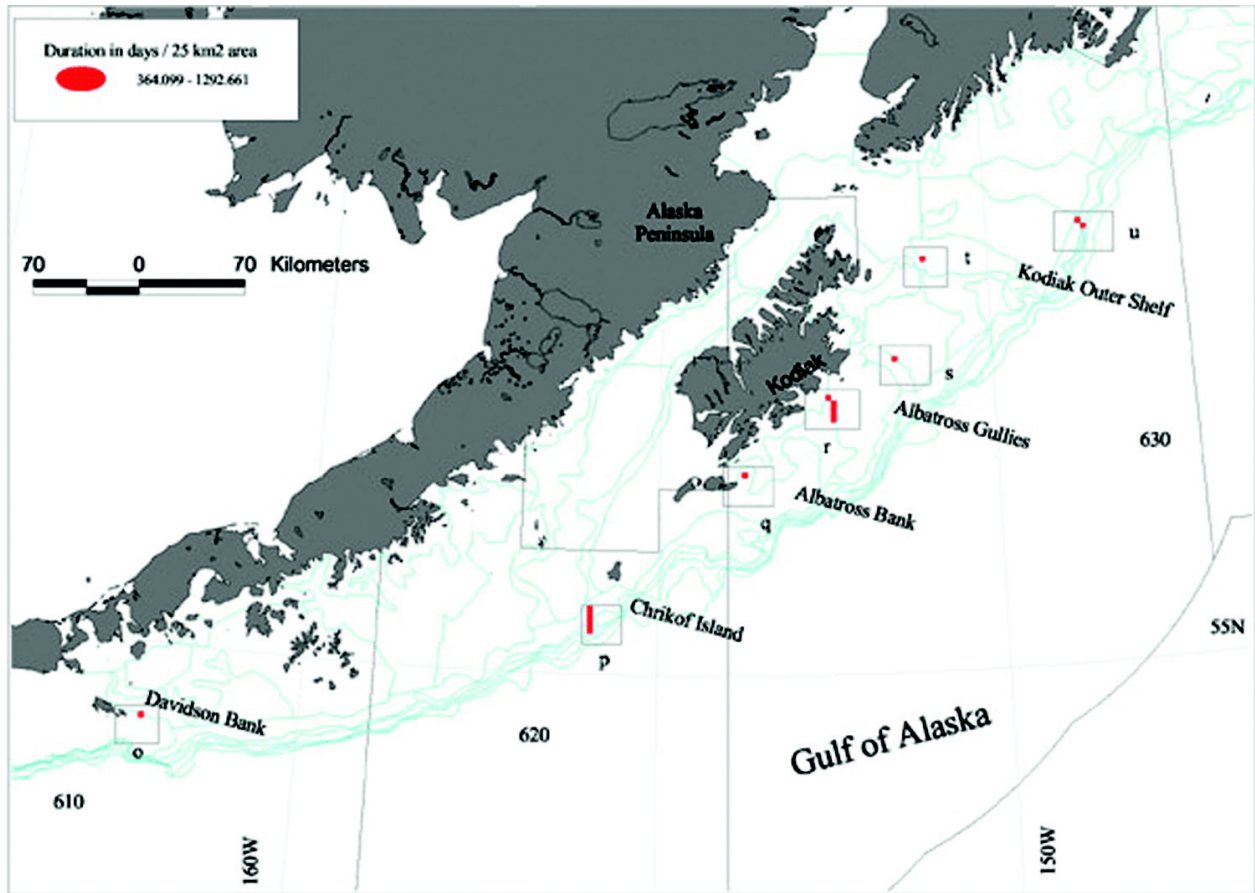 Duration in days / 25 km2 area
364.099 - 1292.661
Alaska
Peninsula
70 0 70 Kilometers
u
t
Kodiak Outer Shelf
Kodiak
s
Albatross Gullies
630
r
Albatross Bank
q
Chrikof Island
55N
p
Davidson Bank
o
620
Gulf of Alaska
610
160W
150W